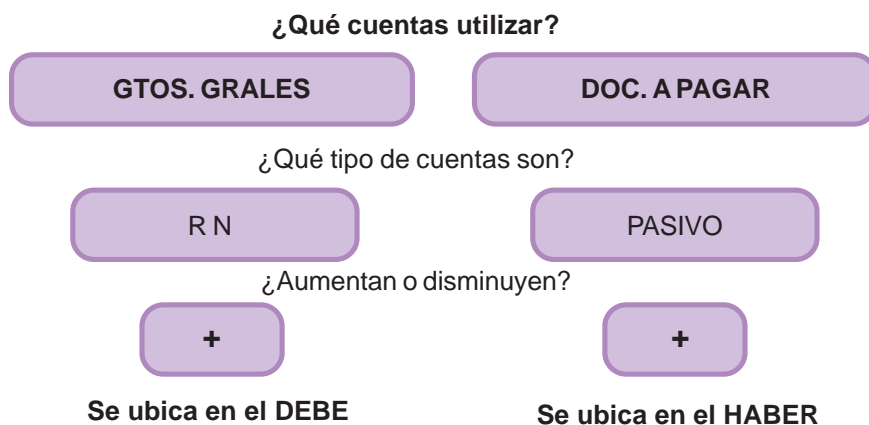 ¿Qué cuentas utilizar?
GTOS. GRALES
DOC. A PAGAR
¿Qué tipo de cuentas son?
R N
PASIVO
¿Aumentan o disminuyen?
+
+
Se ubica en el DEBE
Se ubica en el HABER